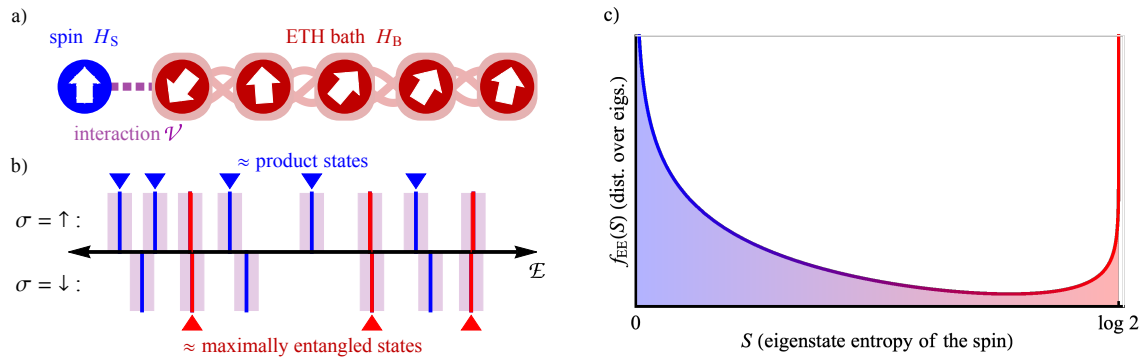 a)
spin H_S
ETH bath H_B
interaction 𝒱
b)
≈ product states
σ = ↑ :
σ = ↓ :
ℰ
≈ maximally entangled states
c)
f_EE(S) (dist. over eigs.)
0
log 2
S (eigenstate entropy of the spin)